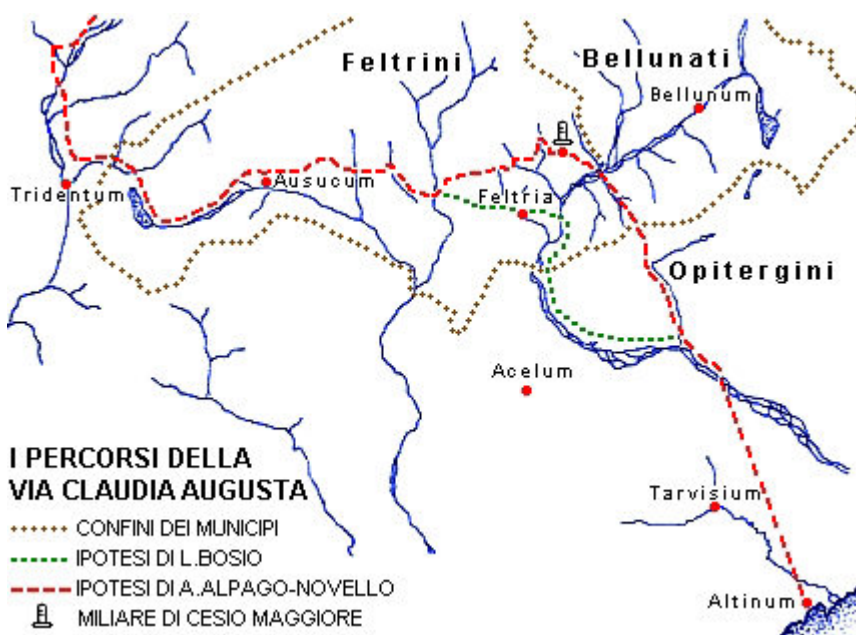 Feltrini
Bellunati
Bellunum
Tridentum
Ausucum
Feltria
Opitergini
Acelum
I PERCORSI DELLA
VIA CLAUDIA AUGUSTA
CONFINI DEI MUNICIPI
IPOTESI DI L.BOSIO
IPOTESI DI A.ALPAGO-NOVELLO
MILIARE DI CESIO MAGGIORE
Tarvisium
Altinum